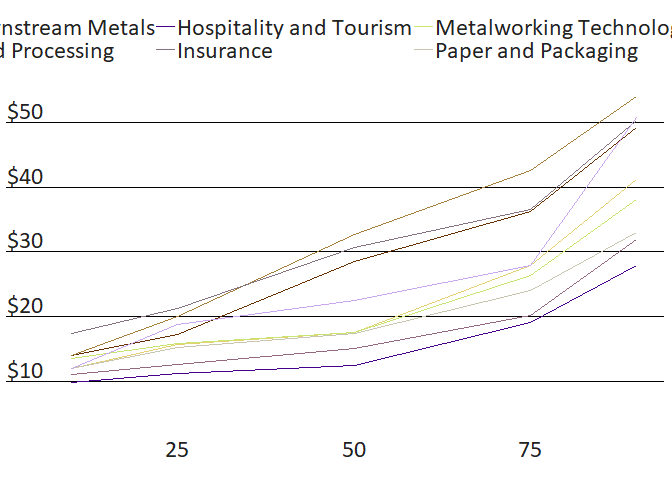 nstream Metals Hospitality and Tourism Metalworking Technolog
d Processing Insurance Paper and Packaging
$50
$40
$30
$20
$10
25 50 75